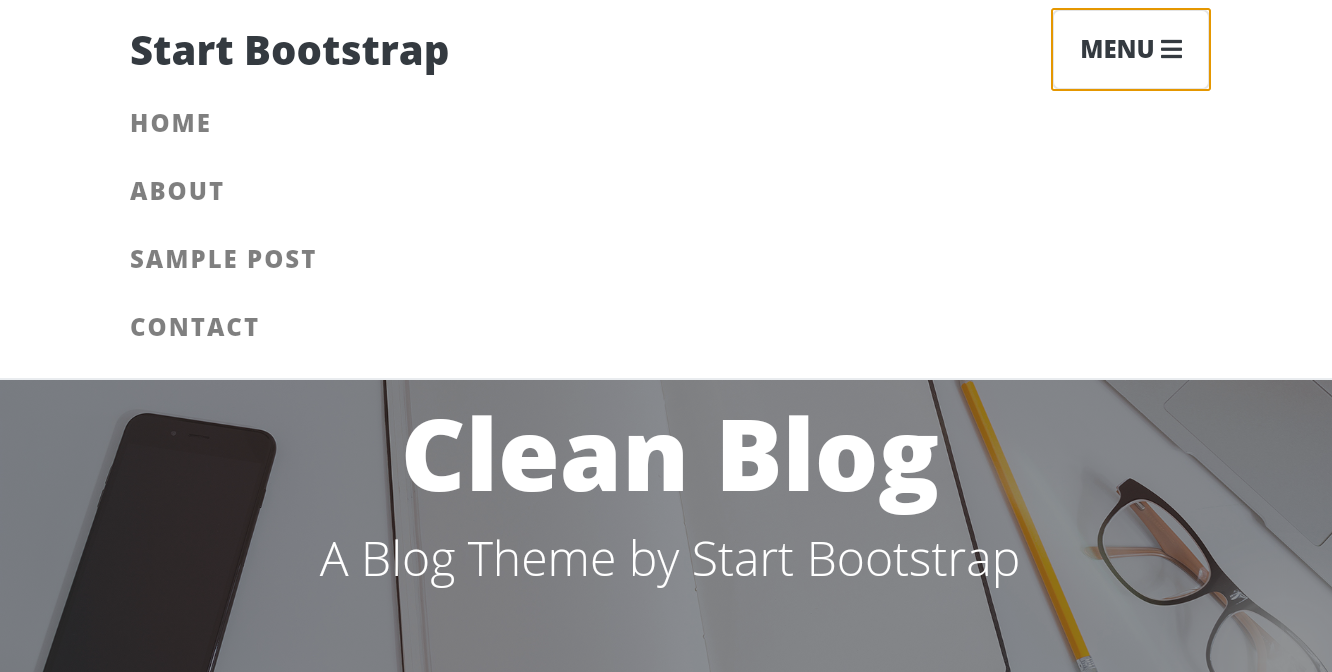 Start Bootstrap
MENU
HOME
ABOUT
SAMPLE POST
CONTACT
Clean Blog
A Blog Theme by Start Bootstrap